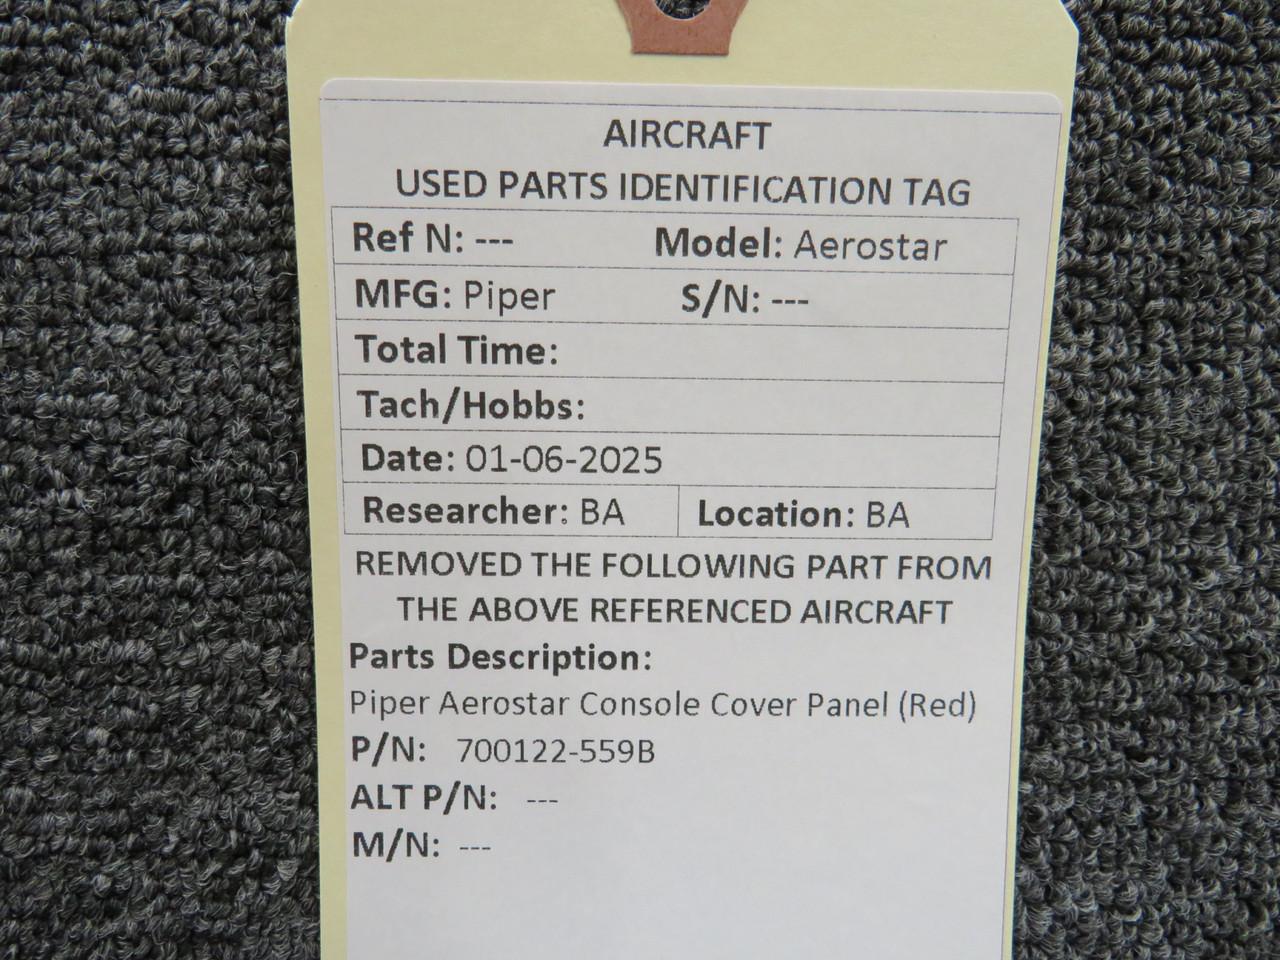 AIRCRAFT
USED PARTS IDENTIFICATION TAG
Ref N: --- Model: Aerostar
MFG: Piper S/N: ---
Total Time:
Tach/Hobbs:
Date: 01-06-2025
Researcher: BA Location: BA
REMOVED THE FOLLOWING PART FROM
THE ABOVE REFERENCED AIRCRAFT
Parts Description:
Piper Aerostar Console Cover Panel (Red)
P/N: 700122-559B
ALT P/N: ---
M/N: ---